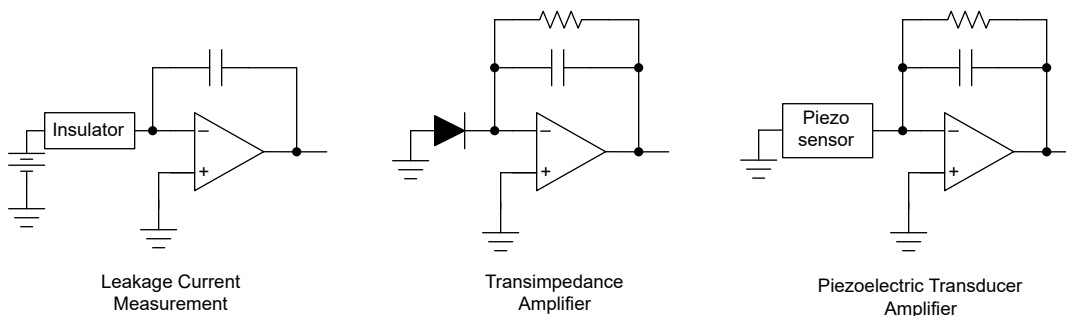 Insulator
−
+
Leakage Current
Measurement
−
+
Transimpedance
Amplifier
Piezo
sensor
−
+
Piezoelectric Transducer
Amplifier